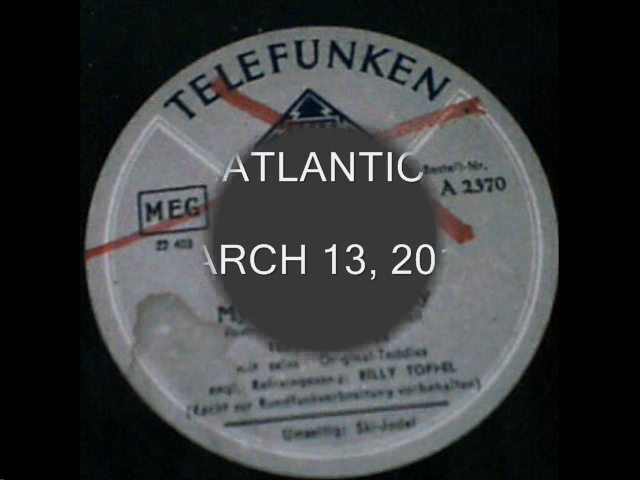 TELEFUNKEN
ATLANTIC
Bestell-Nr.
A 2370
MEG
ARCH 13, 20
mit seinen Original-Teddies
engl. Refraingesang: BILLY TOFFEL
(Recht zur Rundfunkverbreitung vorbehalten)
Umseitig: Ski-Jodel